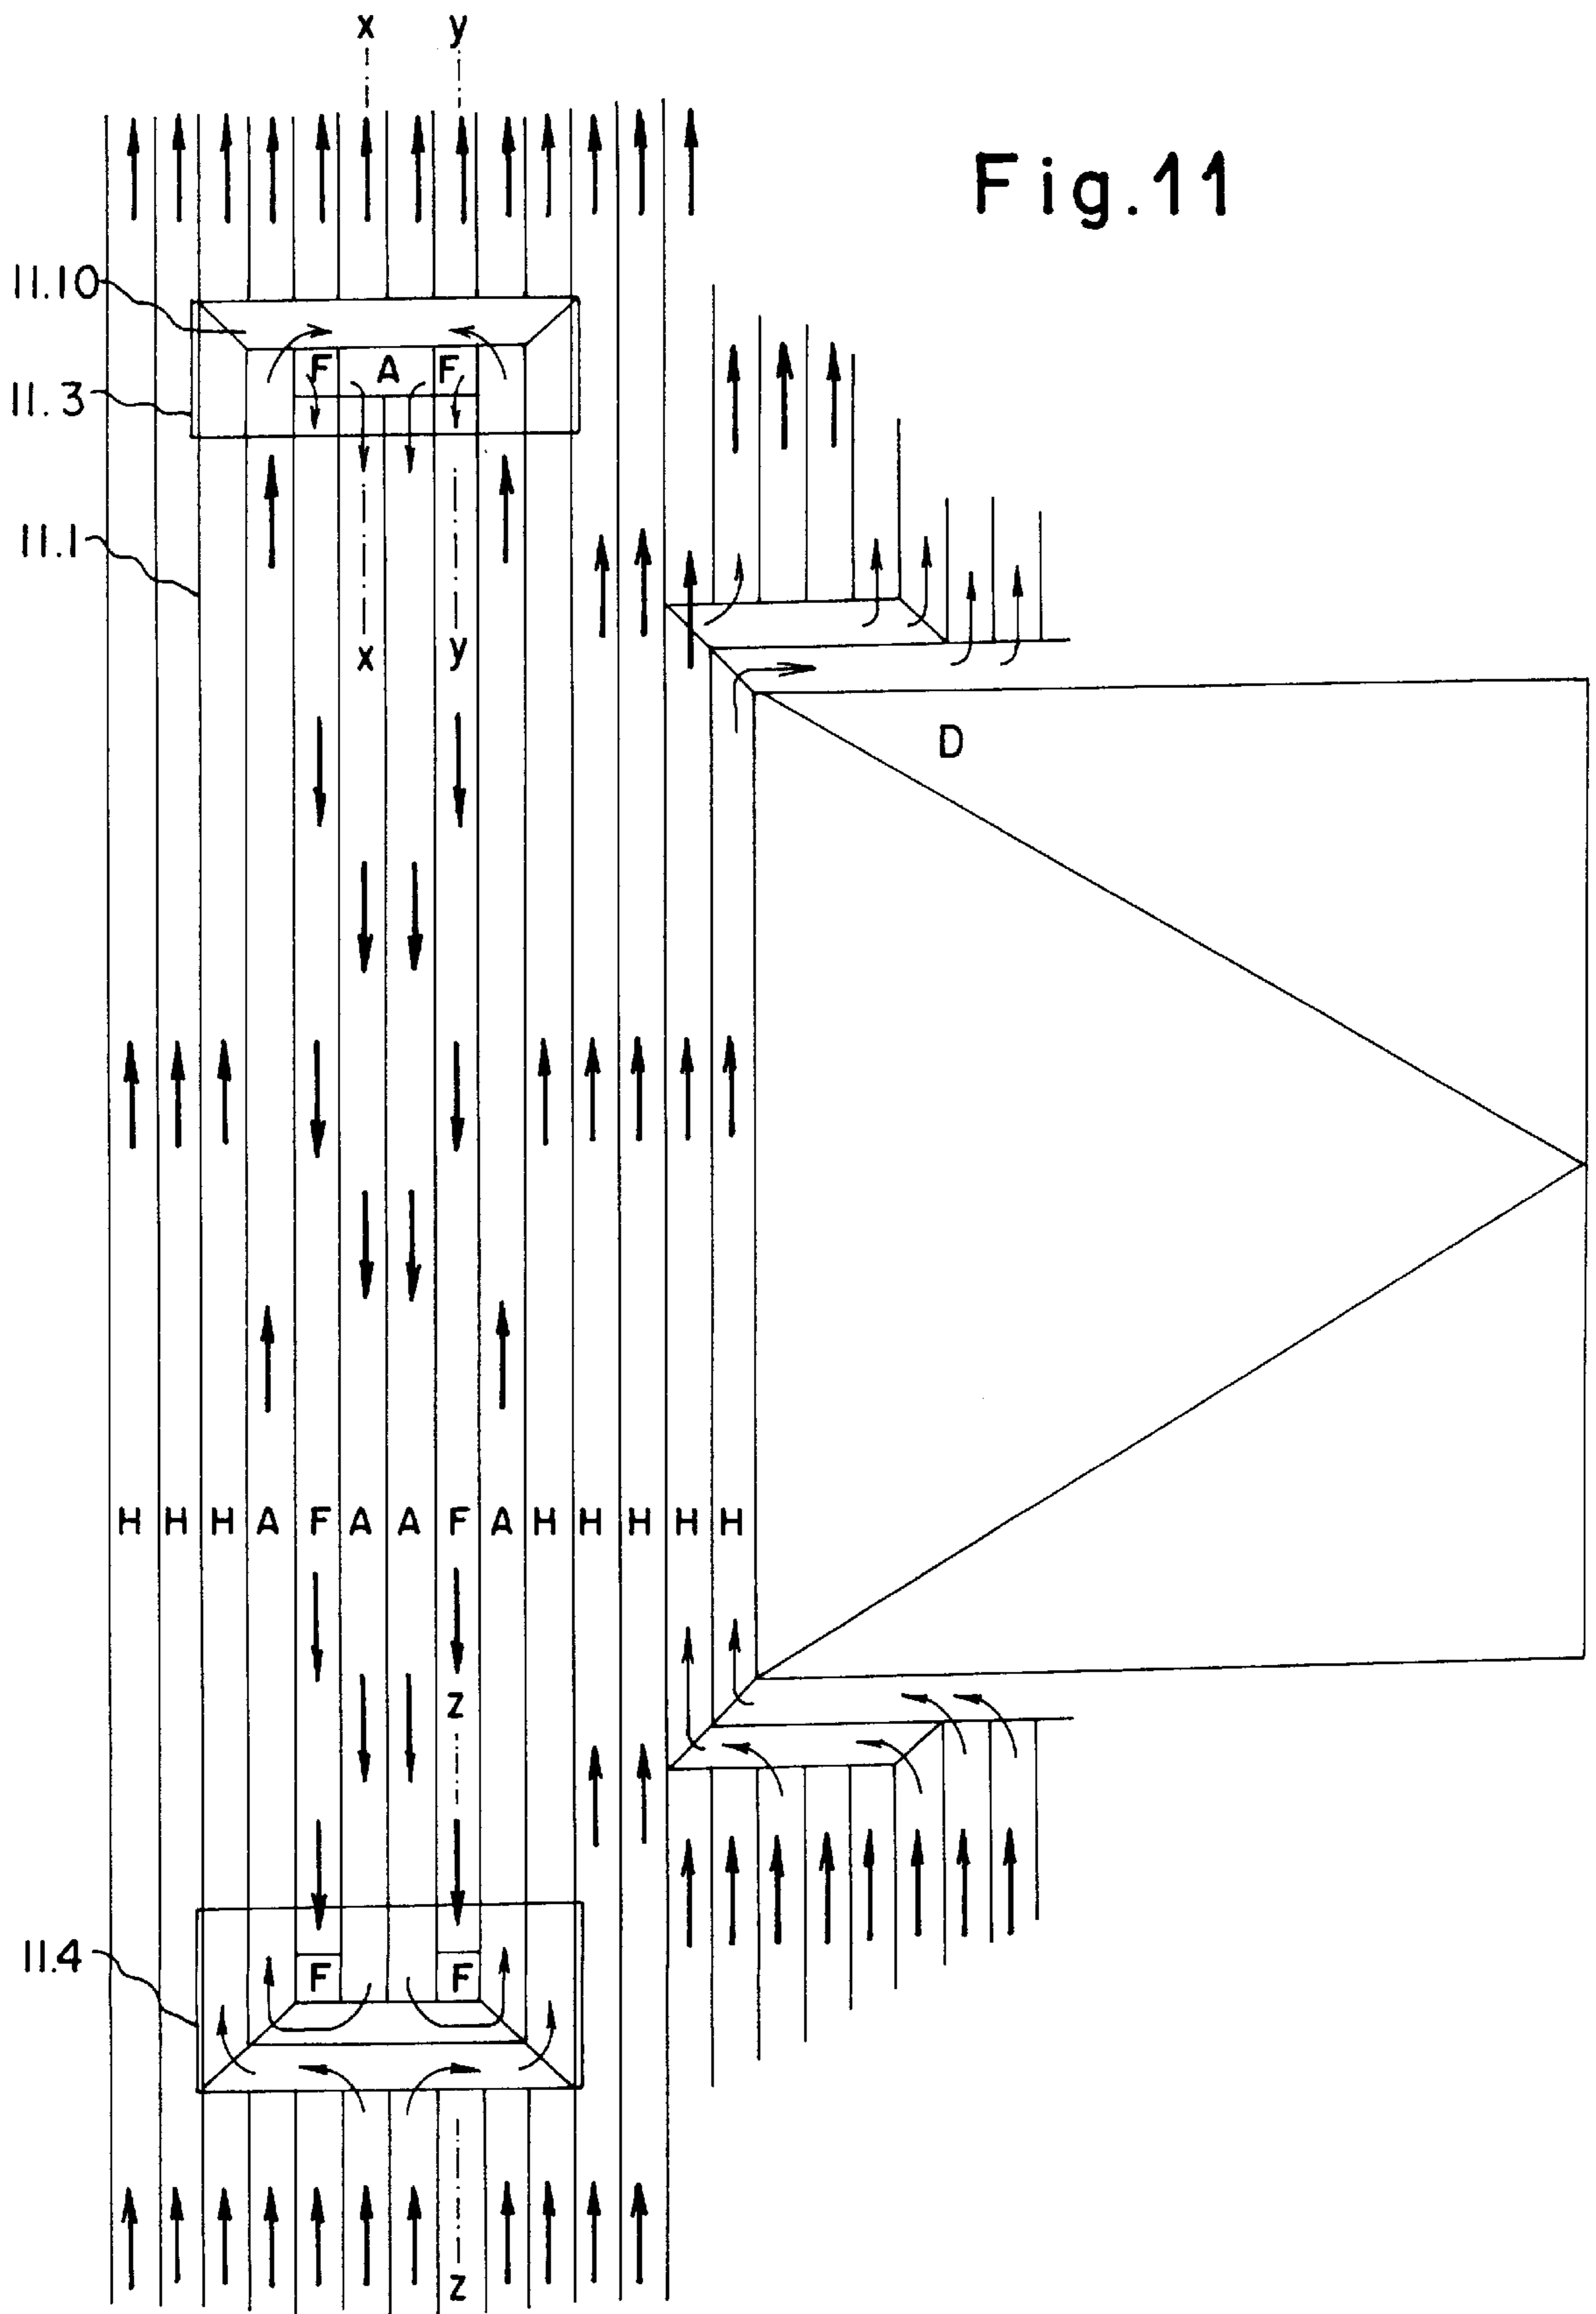 x y
Fig.11
11.10
F A F
11.3
11.1
x y
D
H H H A F A A F A H H H H H
z
11.4
F F
z